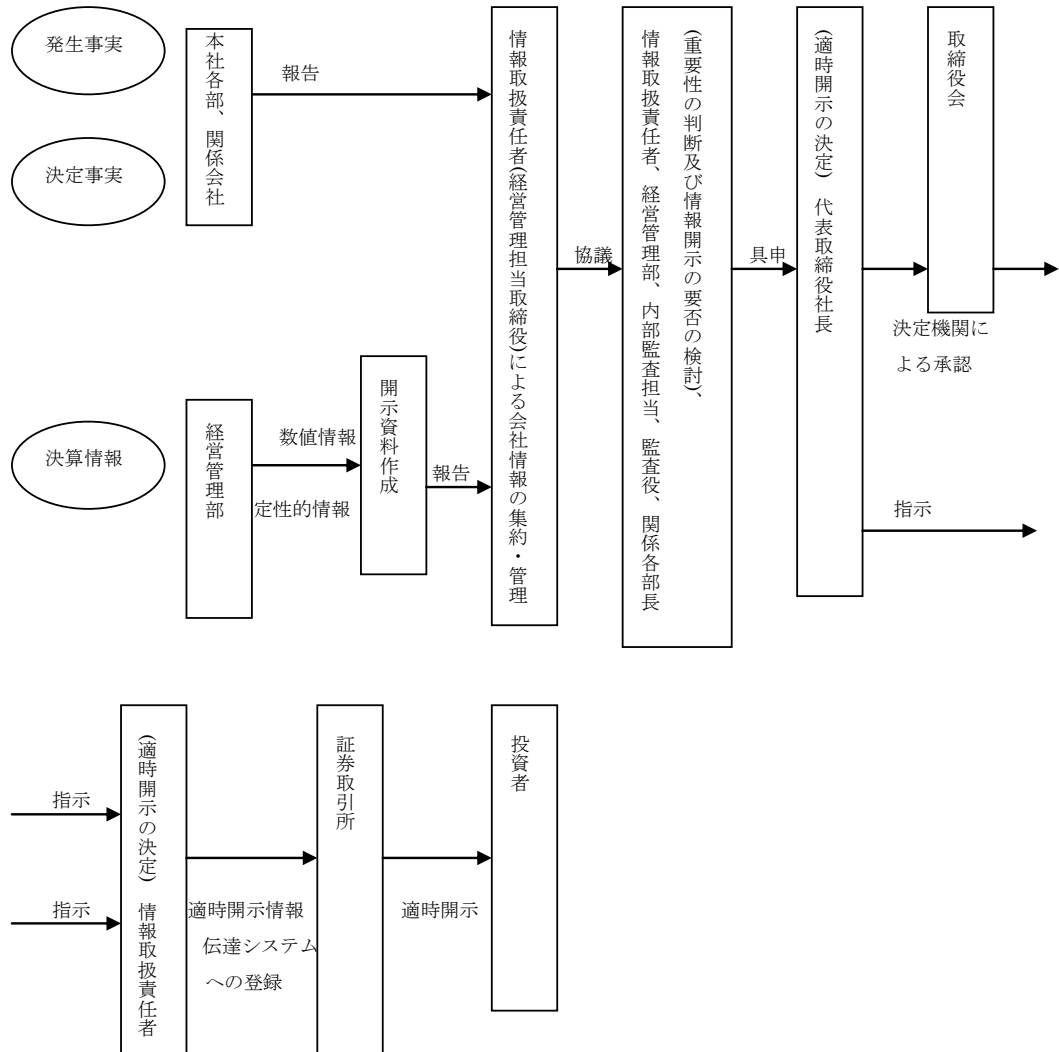 発生事実
決定事実
本社各部、関係会社
報告
決算情報
経営管理部
数値情報
定性的情報
開示資料作成
報告
情報取扱責任者(経営管理担当取締役)による会社情報の集約・管理
協議
(重要性の判断及び情報開示の要否の検討)、
情報取扱責任者、経営管理部、内部監査担当、監査役、関係各部長
具申
(適時開示の決定) 代表取締役社長
取締役会
決定機関に
よる承認
指示
指示
指示
(適時開示の決定) 情報取扱責任者
適時開示情報
伝達システム
への登録
証券取引所
適時開示
投資者